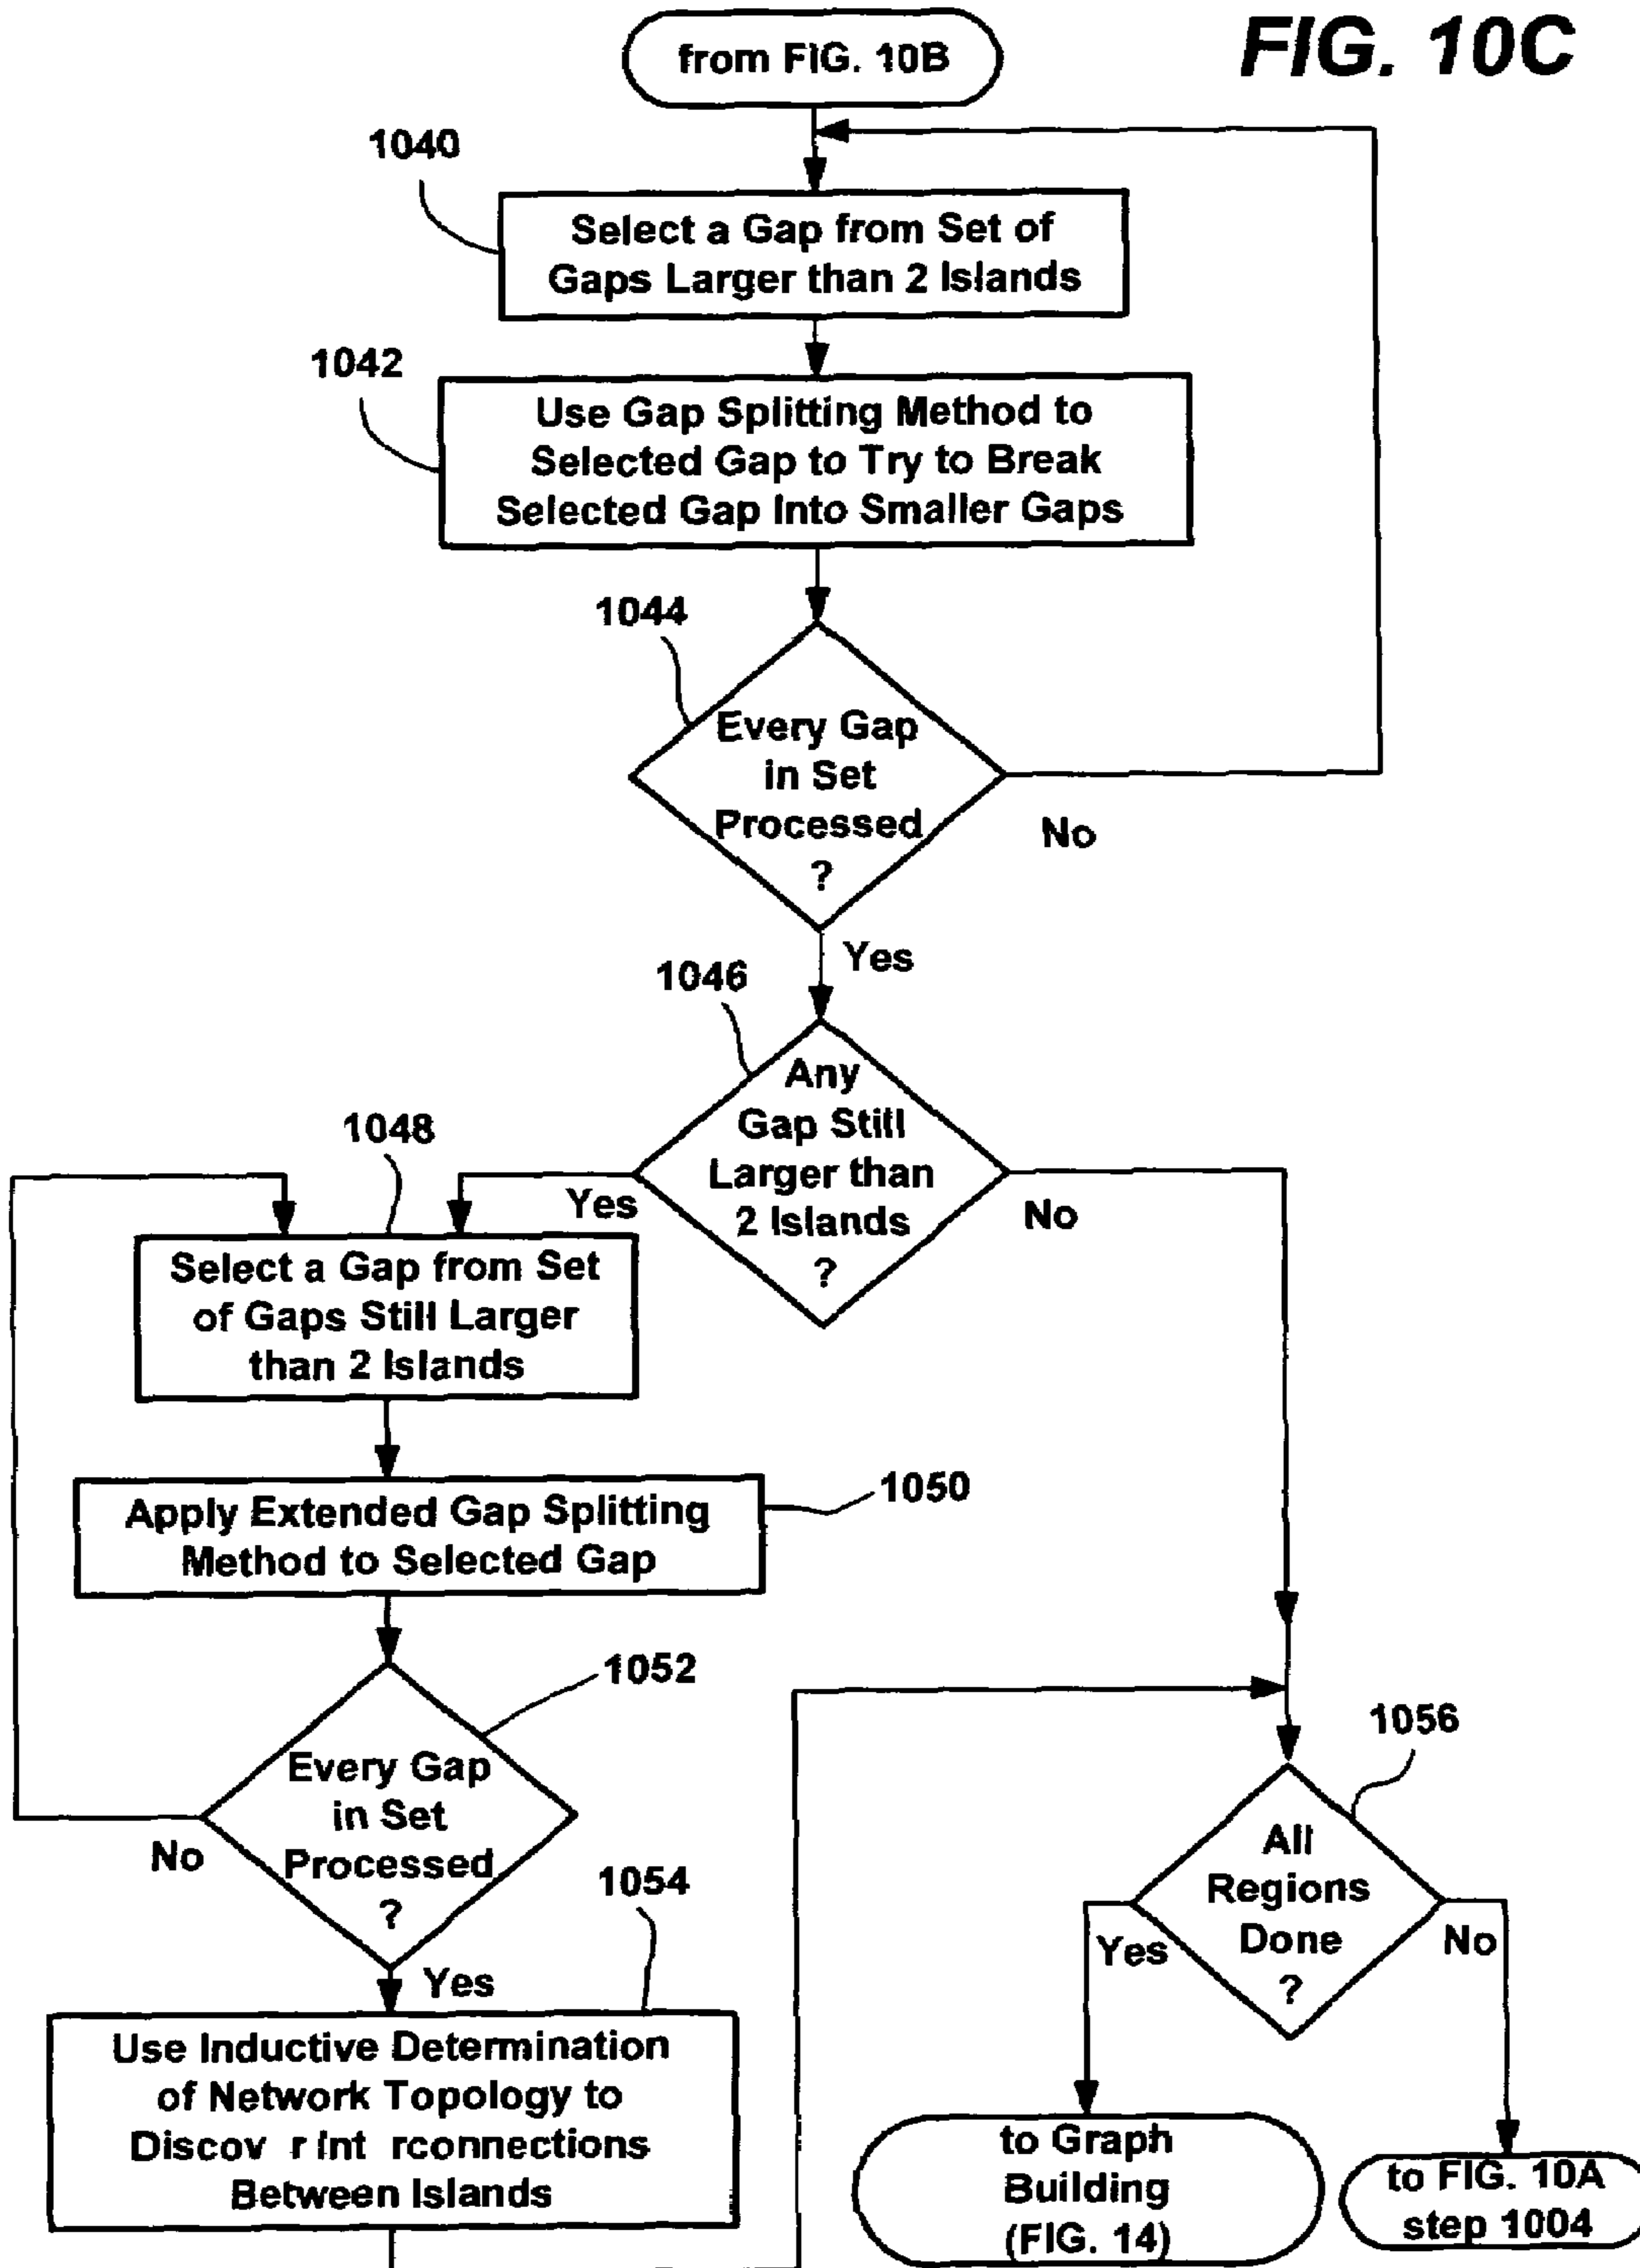 FIG. 10C
from FIG. 10B
1040
Select a Gap from Set of
Gaps Larger than 2 Islands
1042
Use Gap Splitting Method to
Selected Gap to Try to Break
Selected Gap Into Smaller Gaps
1044
Every Gap
in Set
Processed
?
No
Yes
1046
Any
Gap Still
Larger than
2 Islands
?
Yes
No
1048
Select a Gap from Set
of Gaps Still Larger
than 2 Islands
1050
Apply Extended Gap Splitting
Method to Selected Gap
1052
Every Gap
in Set
Processed
?
No
Yes
1054
Use Inductive Determination
of Network Topology to
Discov r Int rconnections
Between Islands
1056
All
Regions
Done
?
Yes
No
to Graph
Building
(FIG. 14)
to FIG. 10A
step 1004